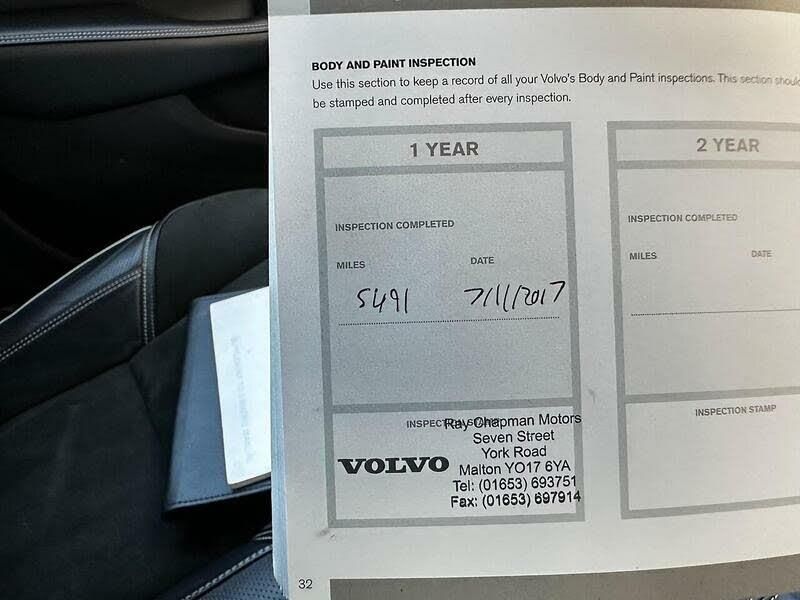 BODY AND PAINT INSPECTION
Use this section to keep a record of all your Volvo's Body and Paint inspections. This section should
be stamped and completed after every inspection.
1 YEAR
INSPECTION COMPLETED
MILES DATE
5491 7/11/2017
INSPECTION STAMP
VOLVO
Ray Chapman Motors
Seven Street
York Road
Malton YO17 6YA
Tel: (01653) 693751
Fax: (01653) 697914
2 YEAR
INSPECTION COMPLETED
MILES DATE
INSPECTION STAMP
32